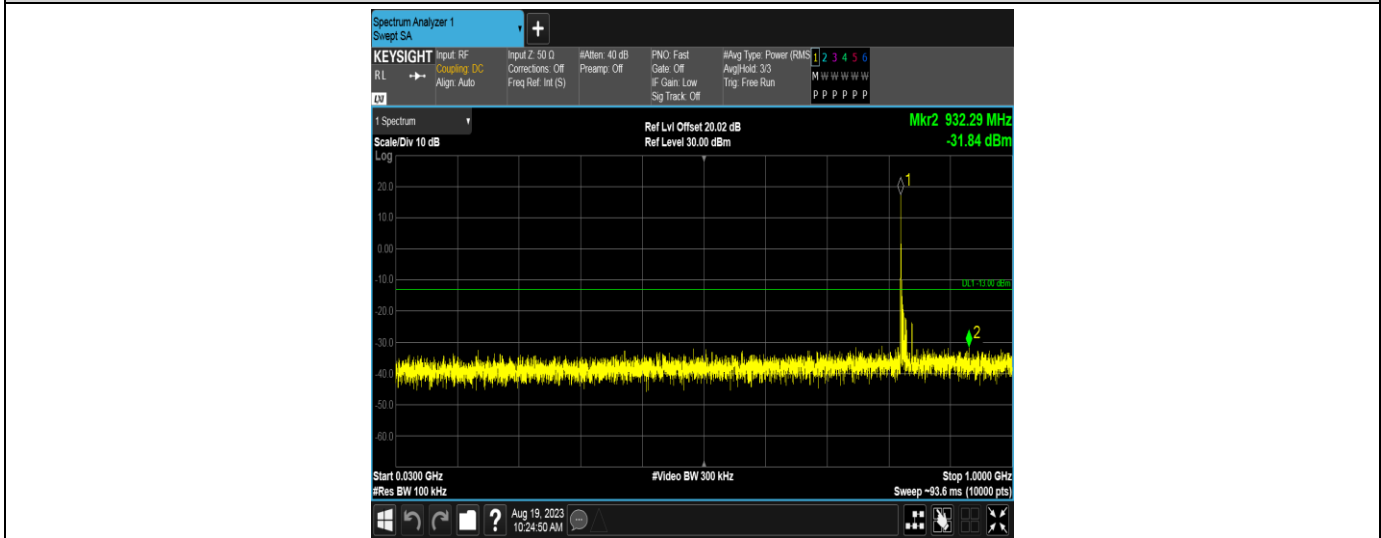 Spectrum Analyzer 1
Swept SA
+
KEYSIGHT
RL
LXI
Input: RF
Coupling: DC
Align: Auto
Input Z: 50 Ω
Corrections: Off
Freq Ref: Int (S)
#Atten: 40 dB
Preamp: Off
PNO: Fast
Gate: Off
IF Gain: Low
Sig Track: Off
#Avg Type: Power (RMS
Avg|Hold: 3/3
Trig: Free Run
1 2 3 4 5 6
M W W W W W
P P P P P P
1 Spectrum
Scale/Div 10 dB
Log
Ref Lvl Offset 20.02 dB
Ref Level 30.00 dBm
Mkr2 932.29 MHz
-31.84 dBm
1
20.0
10.0
0.00
-10.0
DL1 -13.00 dBm
-20.0
2
-30.0
-40.0
-50.0
-60.0
Start 0.0300 GHz
#Res BW 100 kHz
#Video BW 300 kHz
Stop 1.0000 GHz
Sweep ~93.6 ms (10000 pts)
?
Aug 19, 2023
10:24:50 AM